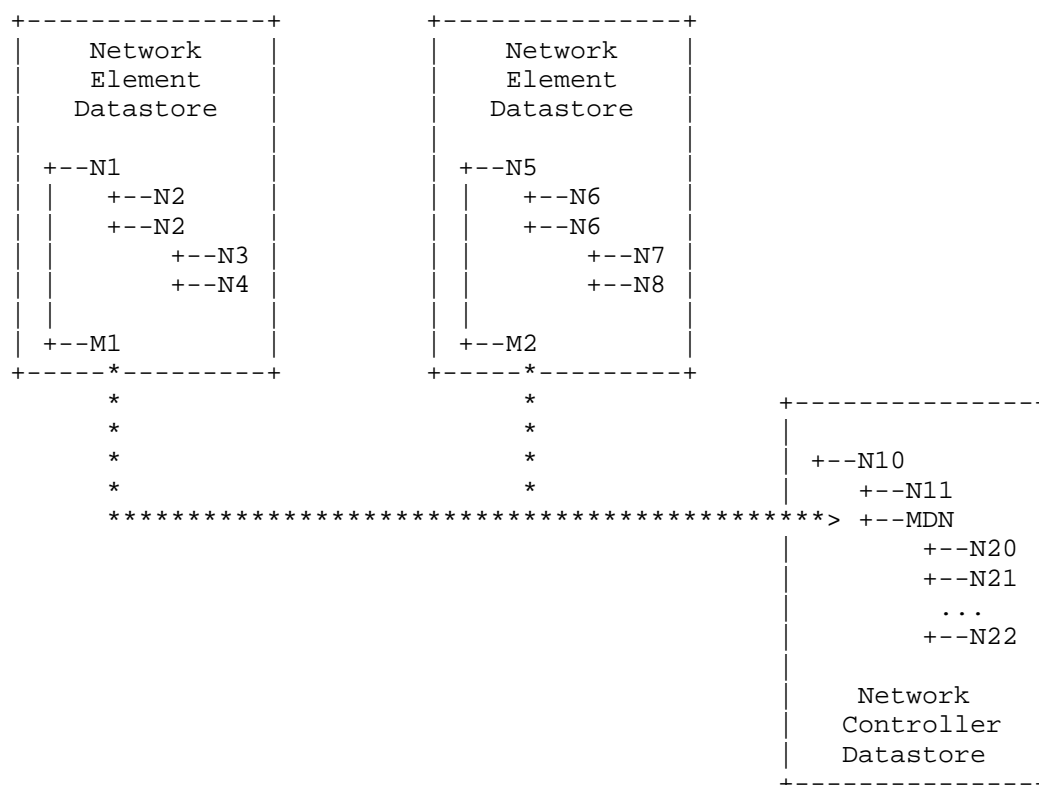 +---------------+         +---------------+
|    Network    |         |    Network    |
|    Element    |         |    Element    |
|   Datastore   |         |   Datastore   |
|               |         |               |
| +--N1         |         | +--N5         |
| |   +--N2     |         | |   +--N6     |
| |   +--N2     |         | |   +--N6     |
| |       +--N3 |         | |       +--N7 |
| |       +--N4 |         | |       +--N8 |
| |             |         | |             |
| +--M1         |         | +--M2         |
+-----*---------+         +-----*---------+
      *                         *               +---------------
      *                         *               |
      *                         *               | +--N10
      *                         *               |    +--N11
      *********************************************> +--MDN
                                                |        +--N20
                                                |        +--N21
                                                |         ...
                                                |        +--N22
                                                |
                                                |    Network
                                                |   Controller
                                                |   Datastore
                                                +---------------